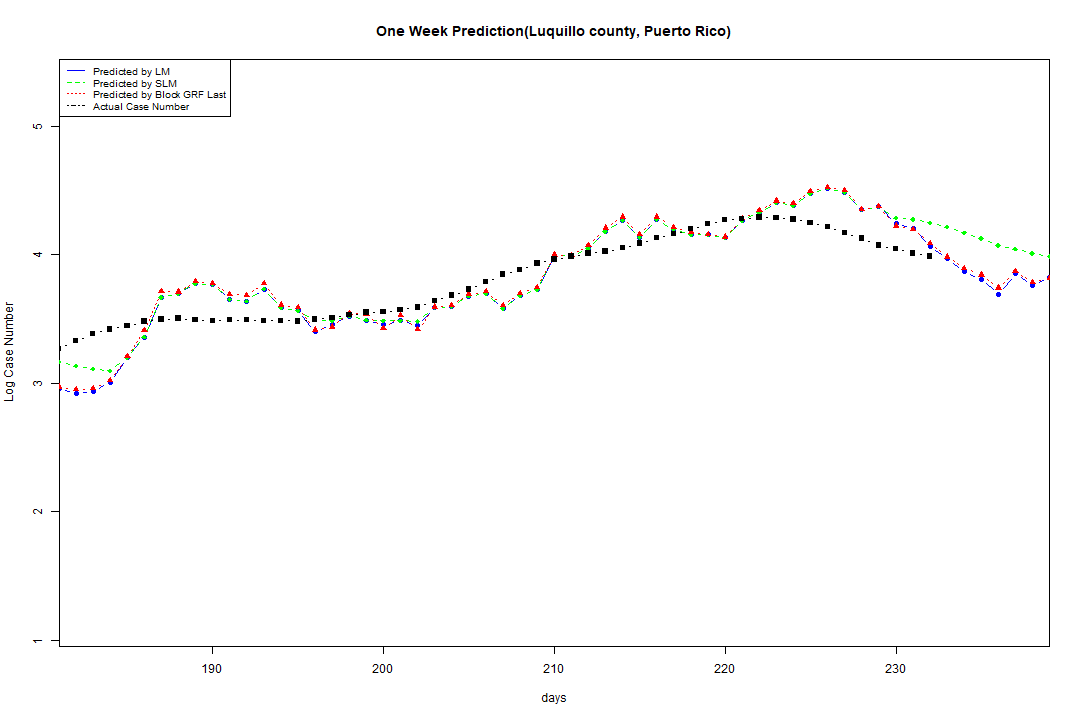 One Week Prediction(Luquillo county, Puerto Rico)
Predicted by LM
Predicted by SLM
Predicted by Block GRF Last
Actual Case Number
5
4
3
2
1
Log Case Number
190 200 210 220 230
days